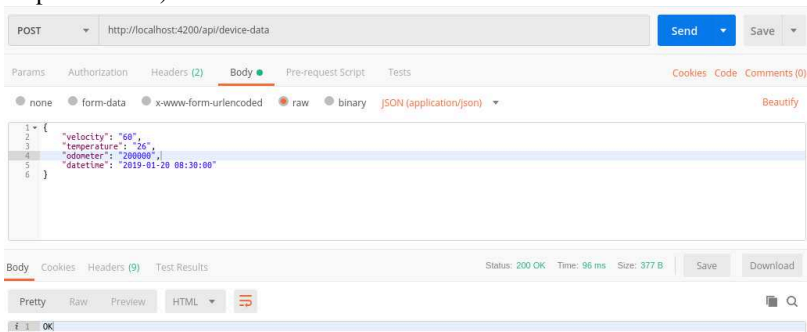 POST http://localhost:4200/api/device-data Send Save
Params Authorization Headers (2) Body Pre-request Script Tests Cookies Code Comments (0)
none form-data x-www-form-urlencoded raw binary JSON (application/json) Beautify
1 {
2 "velocity": "60",
3 "temperature": "26",
4 "odometer": "200000",
5 "datetime": "2019-01-20 08:30:00"
6 }
Body Cookies Headers (9) Test Results Status: 200 OK Time: 96 ms Size: 377 B Save Download
Pretty Raw Preview HTML
i 1 OK